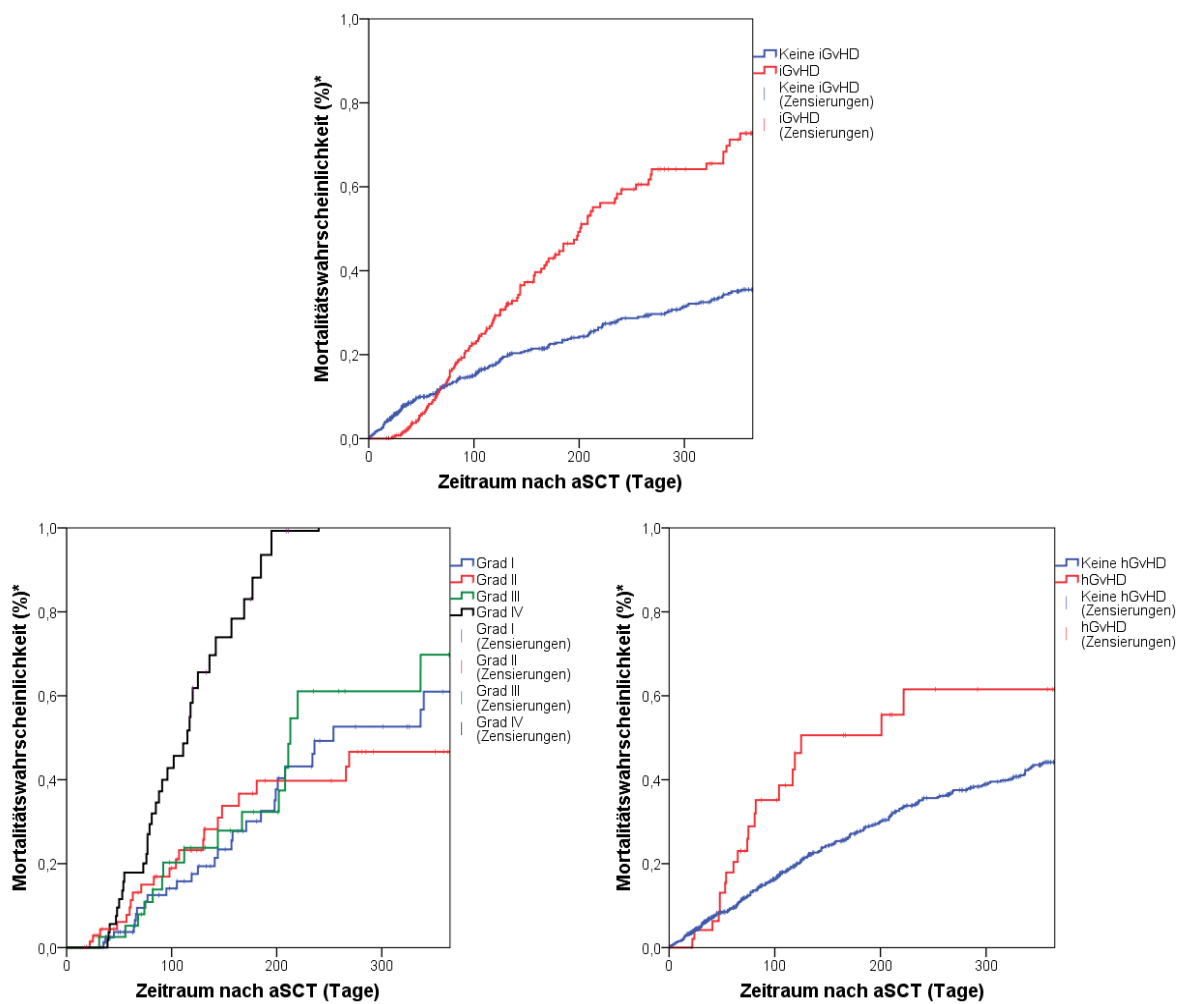 Mortalitätswahrscheinlichkeit (%)*
1,0
0,8
0,6
0,4
0,2
0,0
0
100
200
300
Zeitraum nach aSCT (Tage)
Keine iGvHD
iGvHD
Keine iGvHD
(Zensierungen)
iGvHD
(Zensierungen)
Mortalitätswahrscheinlichkeit (%)*
1,0
0,8
0,6
0,4
0,2
0,0
0
100
200
300
Zeitraum nach aSCT (Tage)
Grad I
Grad II
Grad III
Grad IV
Grad I
(Zensierungen)
Grad II
(Zensierungen)
Grad III
(Zensierungen)
Grad IV
(Zensierungen)
Mortalitätswahrscheinlichkeit (%)*
1,0
0,8
0,6
0,4
0,2
0,0
0
100
200
300
Zeitraum nach aSCT (Tage)
Keine hGvHD
hGvHD
Keine hGvHD
(Zensierungen)
hGvHD
(Zensierungen)